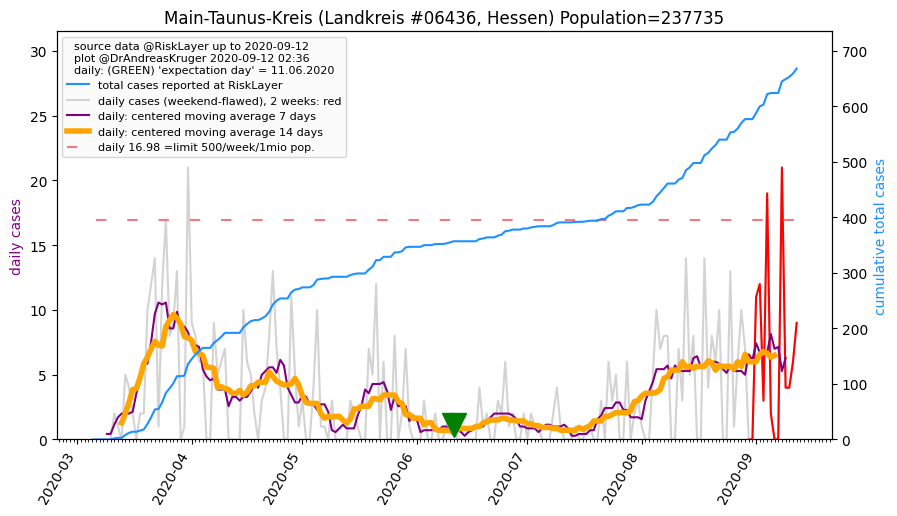 Main-Taunus-Kreis (Landkreis #06436, Hessen) Population=237735
source data @RiskLayer up to 2020-09-12
plot @DrAndreasKruger 2020-09-12 02:36
daily: (GREEN) 'expectation day' = 11.06.2020
total cases reported at RiskLayer
daily cases (weekend-flawed), 2 weeks: red
daily: centered moving average 7 days
daily: centered moving average 14 days
daily 16.98 =limit 500/week/1mio pop.
daily cases
30
25
20
15
10
5
0
cumulative total cases
700
600
500
400
300
200
100
0
2020-03
2020-04
2020-05
2020-06
2020-07
2020-08
2020-09